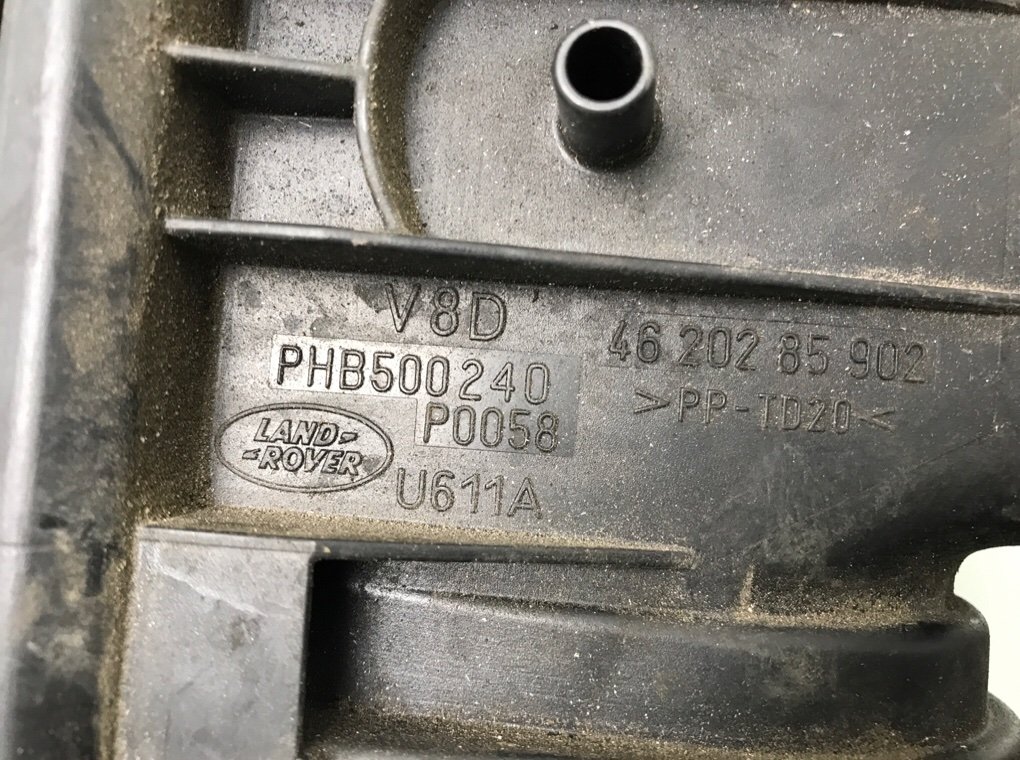 V8D
PHB500240
P0058
LAND-
-ROVER
U611A
46 202 85 902
>PP-TD20<